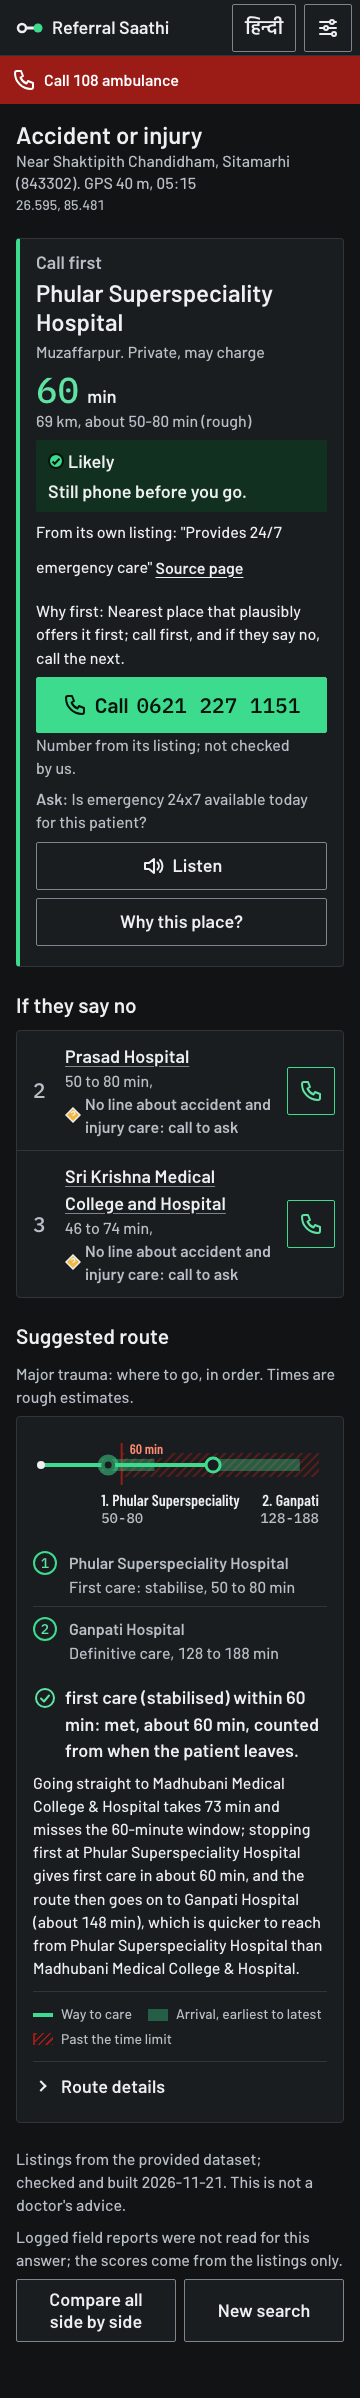 Referral Saathi
हिन्दी
Call 108 ambulance
Accident or injury
Near Shaktipith Chandidham, Sitamarhi
(843302). GPS 40 m, 05:15
26.595, 85.481
Call first
Phular Superspeciality
Hospital
Muzaffarpur. Private, may charge
60 min
69 km, about 50-80 min (rough)
Likely
Still phone before you go.
From its own listing: "Provides 24/7
emergency care" Source page
Why first: Nearest place that plausibly
offers it first; call first, and if they say no,
call the next.
Call 0621 227 1151
Number from its listing; not checked
by us.
Ask: Is emergency 24x7 available today
for this patient?
Listen
Why this place?
If they say no
2
Prasad Hospital
50 to 80 min,
No line about accident and
injury care: call to ask
3
Sri Krishna Medical
College and Hospital
46 to 74 min,
No line about accident and
injury care: call to ask
Suggested route
Major trauma: where to go, in order. Times are
rough estimates.
60 min
1. Phular Superspeciality 2. Ganpati
50-80 128-188
1 Phular Superspeciality Hospital
First care: stabilise, 50 to 80 min
2 Ganpati Hospital
Definitive care, 128 to 188 min
first care (stabilised) within 60
min: met, about 60 min, counted
from when the patient leaves.
Going straight to Madhubani Medical
College & Hospital takes 73 min and
misses the 60-minute window; stopping
first at Phular Superspeciality Hospital
gives first care in about 60 min, and the
route then goes on to Ganpati Hospital
(about 148 min), which is quicker to reach
from Phular Superspeciality Hospital than
Madhubani Medical College & Hospital.
Way to care Arrival, earliest to latest
Past the time limit
Route details
Listings from the provided dataset;
checked and built 2026-11-21. This is not a
doctor's advice.
Logged field reports were not read for this
answer; the scores come from the listings only.
Compare all
side by side
New search